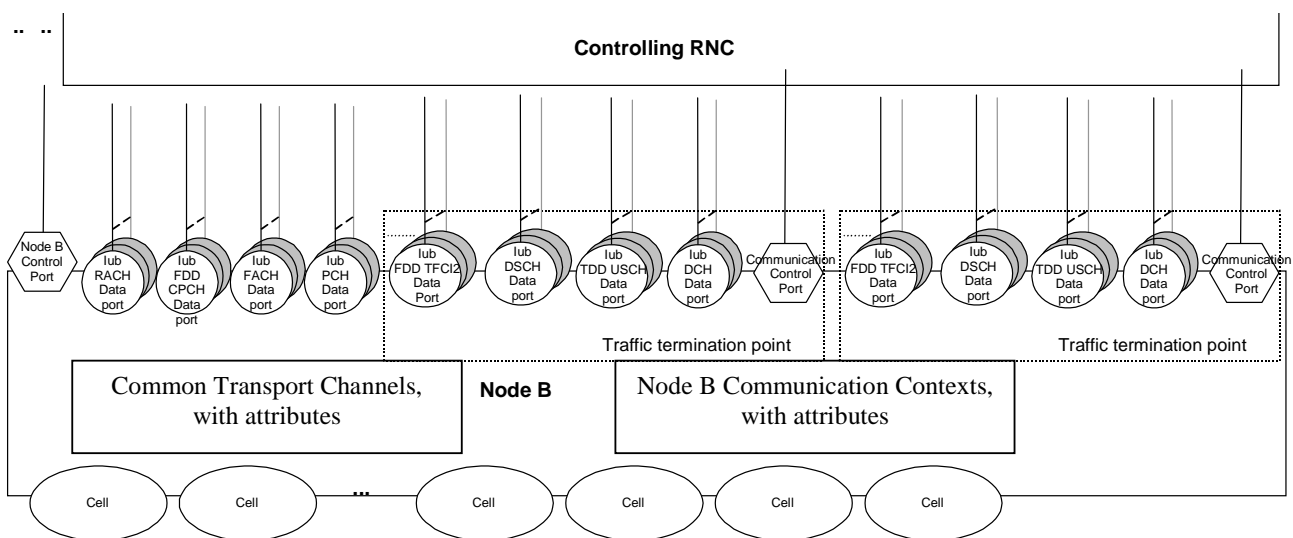 .. ..
Controlling RNC
Node B
Control
Port
Iub
RACH
Data
port
Iub
FDD
CPCH
Data
port
Iub
FACH
Data
port
Iub
PCH
Data
port
Iub
FDD TFCI2
Data
Port
Iub
DSCH
Data
port
Iub
TDD USCH
Data
port
Iub
DCH
Data
port
Communication
Control
Port
Iub
FDD TFCI2
Data
port
Iub
DSCH
Data
port
Iub
TDD USCH
Data
port
Iub
DCH
Data
port
Communication
Control
Port
Traffic termination point
Traffic termination point
Common Transport Channels,
with attributes
Node B
Node B Communication Contexts,
with attributes
Cell
Cell
...
Cell
Cell
Cell
Cell